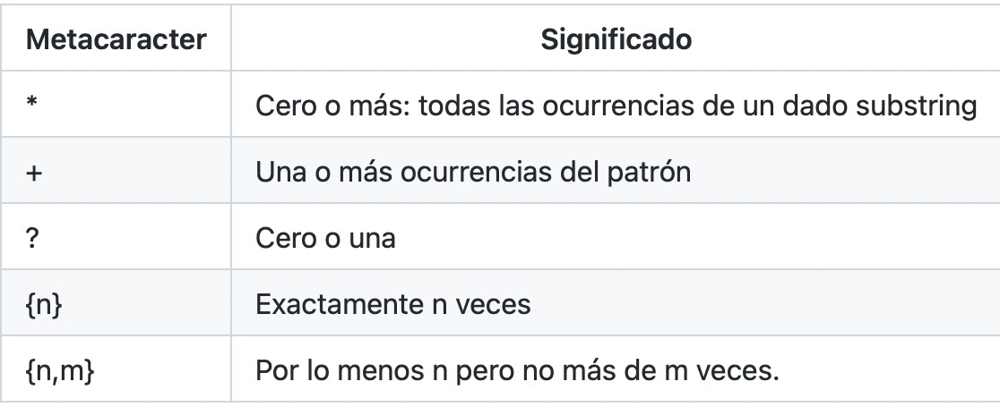 Metacaracter Significado
* Cero o más: todas las ocurrencias de un dado substring
+ Una o más ocurrencias del patrón
? Cero o una
{n} Exactamente n veces
{n,m} Por lo menos n pero no más de m veces.